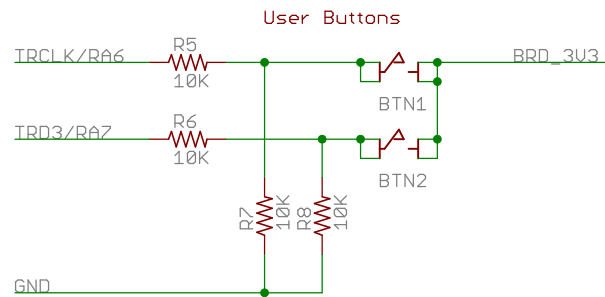 User Buttons
TRCLK/RA6
R5
10K
BRD_3V3
BTN1
TRD3/RA7
R6
10K
BTN2
R7
10K
R8
10K
GND